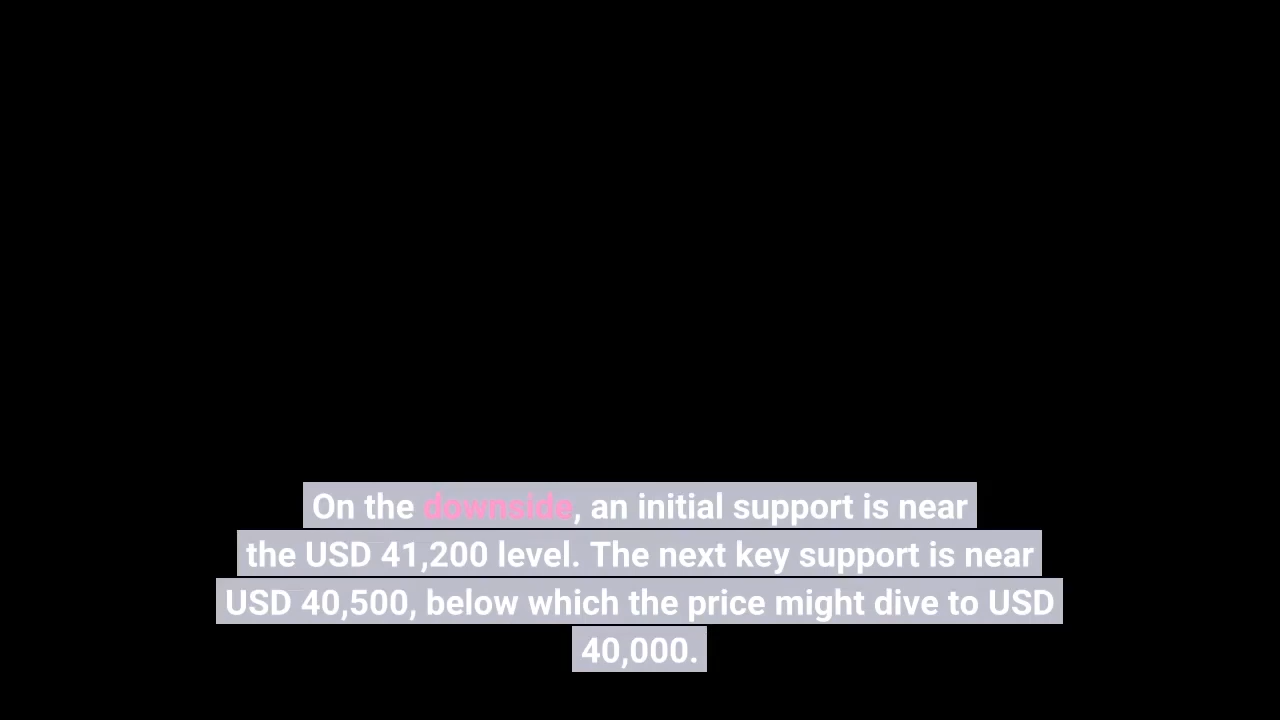 On the downside, an initial support is near
the USD 41,200 level. The next key support is near
USD 40,500, below which the price might dive to USD
40,000.